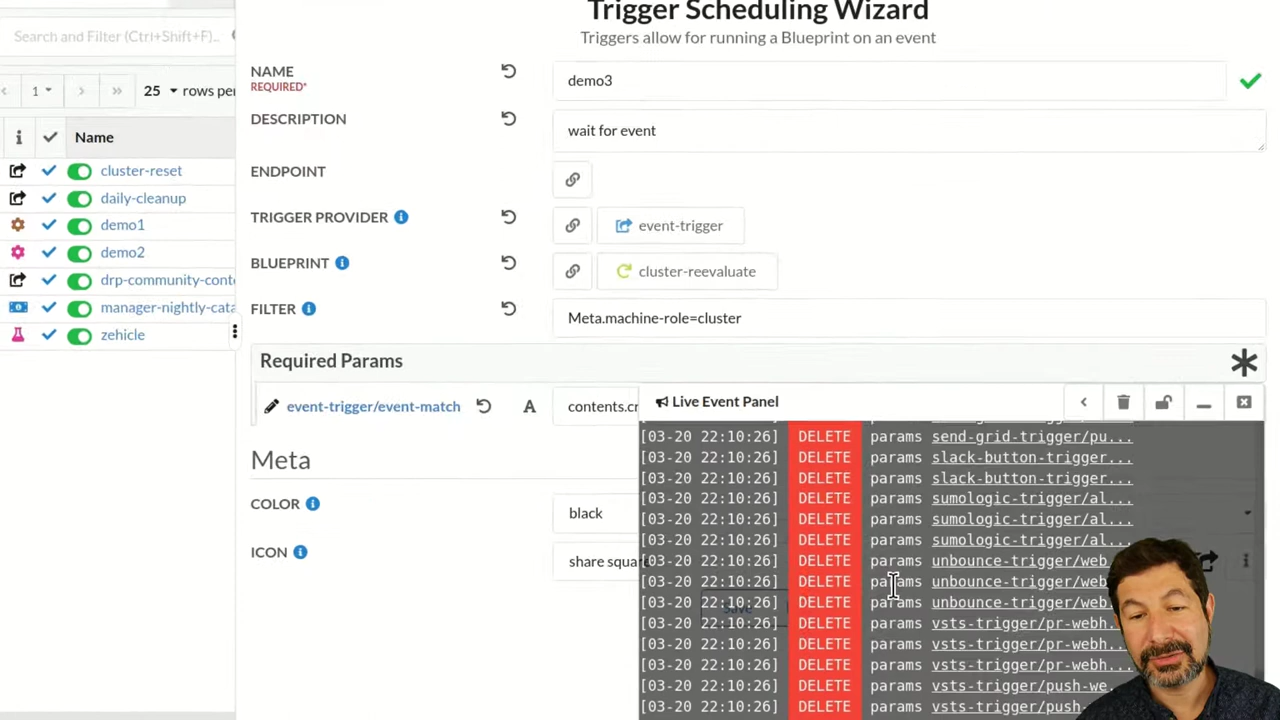 Trigger Scheduling Wizard
Triggers allow for running a Blueprint on an event
Search and Filter (Ctrl+Shift+F)...
1
25 rows per
Name
cluster-reset
daily-cleanup
demo1
demo2
drp-community-conte
manager-nightly-cata
zehicle
NAME
REQUIRED*
demo3
DESCRIPTION
wait for event
ENDPOINT
TRIGGER PROVIDER
event-trigger
BLUEPRINT
cluster-reevaluate
FILTER
Meta.machine-role=cluster
Required Params
event-trigger/event-match
A
contents.cr
Meta
COLOR
black
ICON
share square
Save
Live Event Panel
[03-20 22:10:26] DELETE params send-grid-trigger/pu...
[03-20 22:10:26] DELETE params slack-button-trigger...
[03-20 22:10:26] DELETE params slack-button-trigger...
[03-20 22:10:26] DELETE params sumologic-trigger/al...
[03-20 22:10:26] DELETE params sumologic-trigger/al...
[03-20 22:10:26] DELETE params sumologic-trigger/al...
[03-20 22:10:26] DELETE params unbounce-trigger/web
[03-20 22:10:26] DELETE params unbounce-trigger/web
[03-20 22:10:26] DELETE params unbounce-trigger/web.
[03-20 22:10:26] DELETE params vsts-trigger/pr-webh..
[03-20 22:10:26] DELETE params vsts-trigger/pr-webh..
[03-20 22:10:26] DELETE params vsts-trigger/pr-webh..
[03-20 22:10:26] DELETE params vsts-trigger/push-we.
[03-20 22:10:26] DELETE params vsts-trigger/push-